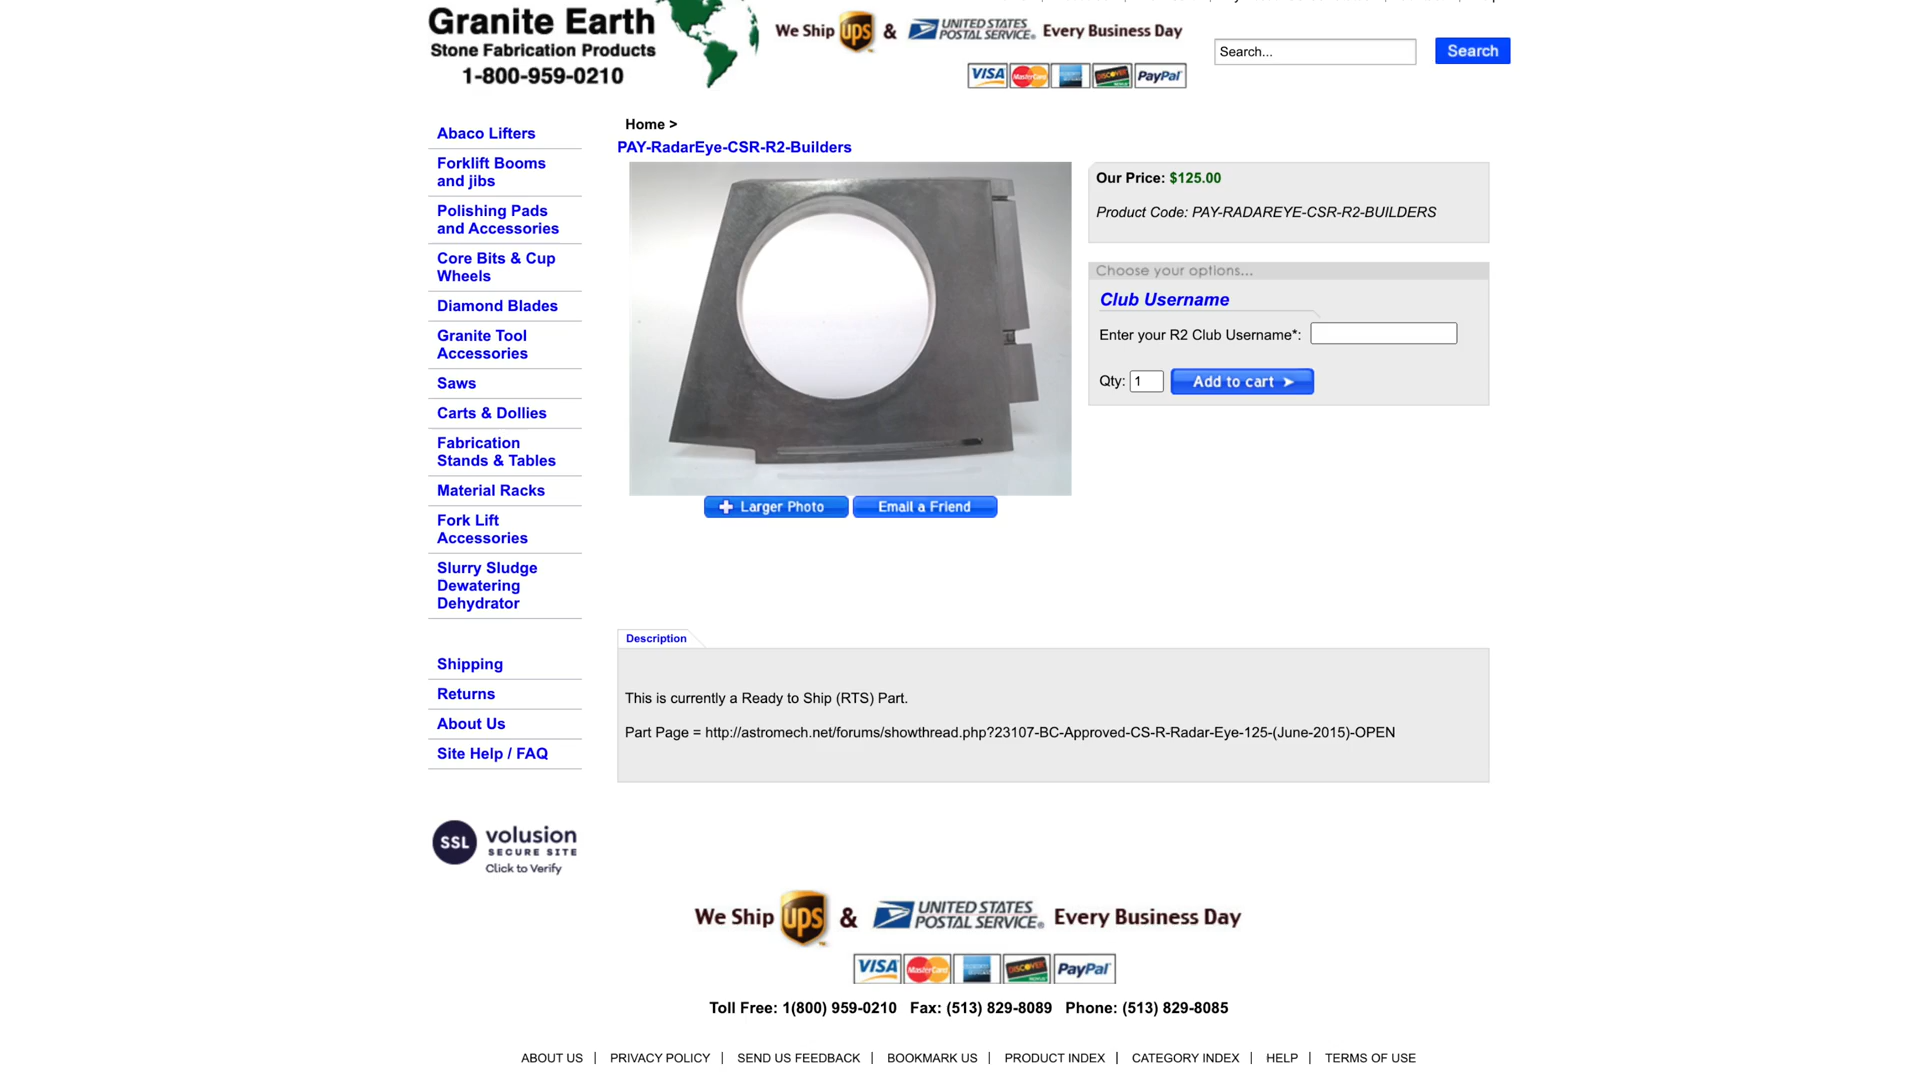 Granite Earth
Stone Fabrication Products
1-800-959-0210
We Ship ups & UNITED STATES POSTAL SERVICE® Every Business Day
VISA MasterCard DISCOVER PayPal
Search...
Search
Abaco Lifters
Forklift Booms
and jibs
Polishing Pads
and Accessories
Core Bits & Cup
Wheels
Diamond Blades
Granite Tool
Accessories
Saws
Carts & Dollies
Fabrication
Stands & Tables
Material Racks
Fork Lift
Accessories
Slurry Sludge
Dewatering
Dehydrator
Shipping
Returns
About Us
Site Help / FAQ
SSL volusion
SECURE SITE
Click to Verify
Home >
PAY-RadarEye-CSR-R2-Builders
Larger Photo
Email a Friend
Our Price: $125.00
Product Code: PAY-RADAREYE-CSR-R2-BUILDERS
Choose your options...
Club Username
Enter your R2 Club Username*:
Qty: 1 Add to cart
Description
This is currently a Ready to Ship (RTS) Part.
Part Page = http://astromech.net/forums/showthread.php?23107-BC-Approved-CS-R-Radar-Eye-125-(June-2015)-OPEN
We Ship ups & UNITED STATES POSTAL SERVICE® Every Business Day
VISA MasterCard DISCOVER PayPal
Toll Free: 1(800) 959-0210 Fax: (513) 829-8089 Phone: (513) 829-8085
ABOUT US | PRIVACY POLICY | SEND US FEEDBACK | BOOKMARK US | PRODUCT INDEX | CATEGORY INDEX | HELP | TERMS OF USE